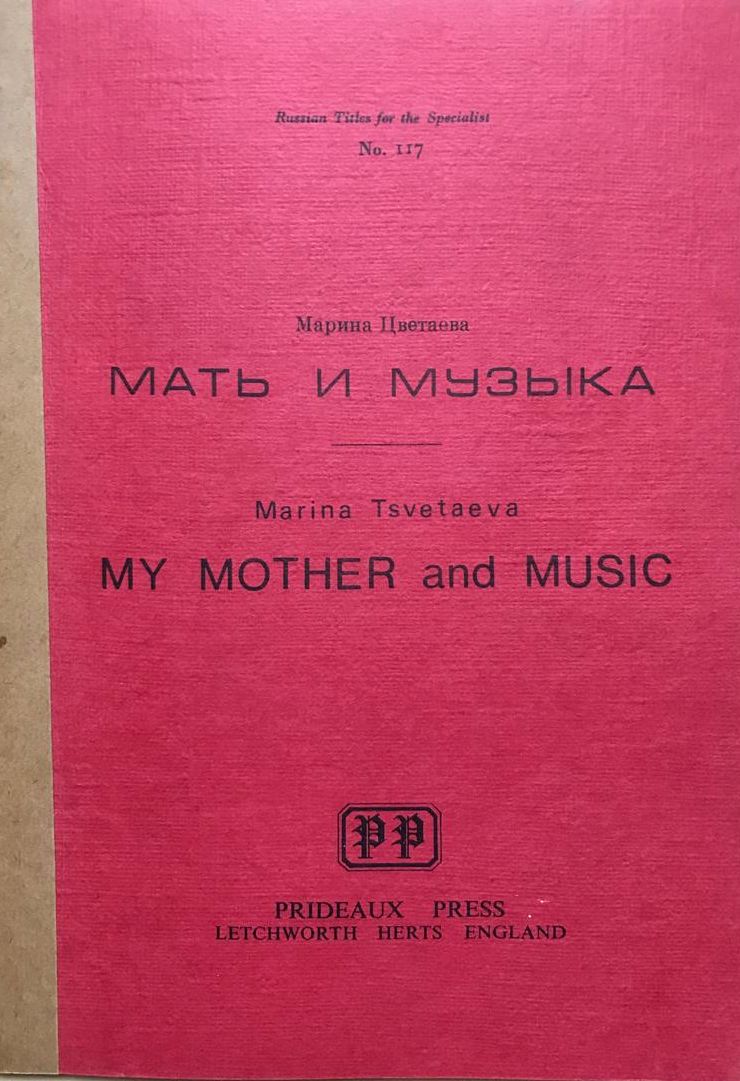 Russian Titles for the Specialist
No. 117
Марина Цветаева
МАТЬ И МУЗЫКА
Marina Tsvetaeva
MY MOTHER and MUSIC
PP
PRIDEAUX PRESS
LETCHWORTH HERTS ENGLAND